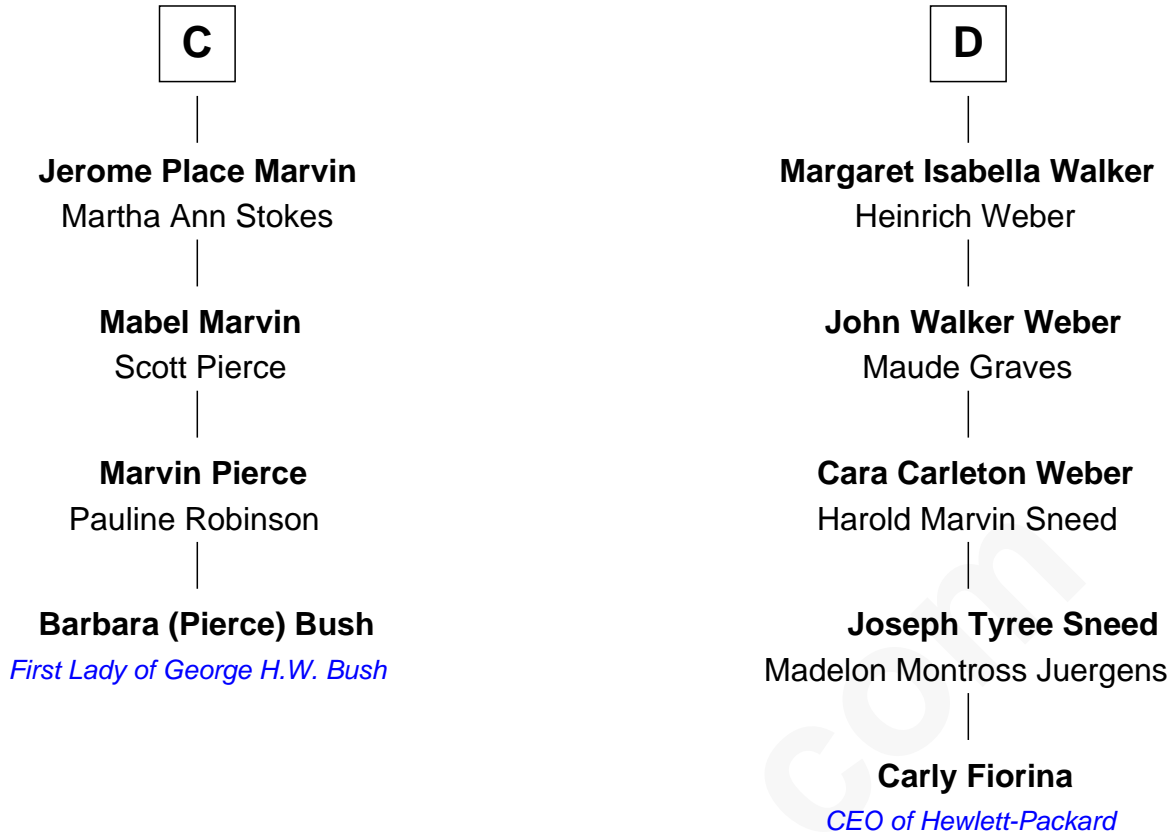 C
Jerome Place Marvin
Martha Ann Stokes
Mabel Marvin
Scott Pierce
Marvin Pierce
Pauline Robinson
Barbara (Pierce) Bush
First Lady of George H.W. Bush
D
Margaret Isabella Walker
Heinrich Weber
John Walker Weber
Maude Graves
Cara Carleton Weber
Harold Marvin Sneed
Joseph Tyree Sneed
Madelon Montross Juergens
Carly Fiorina
CEO of Hewlett-Packard
com